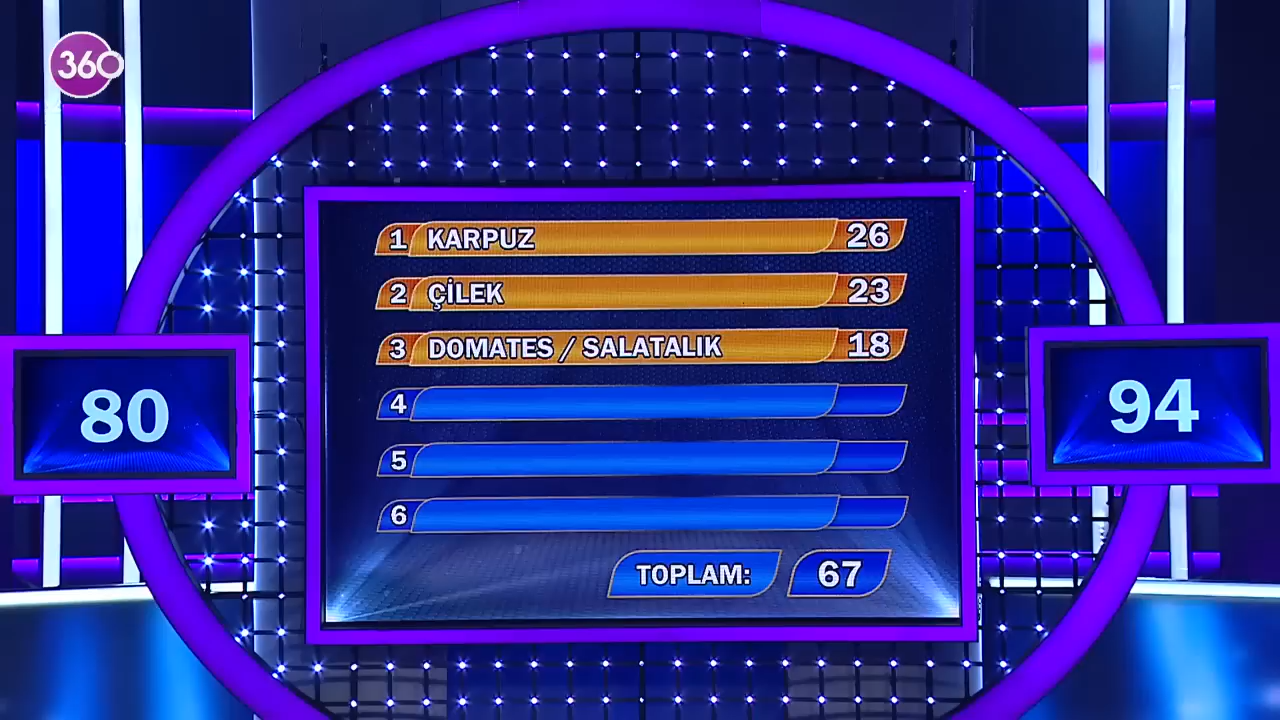 360
1 KARPUZ 26
2 ÇİLEK 23
3 DOMATES / SALATALIK 18
4
5
6
TOPLAM: 67
80
94